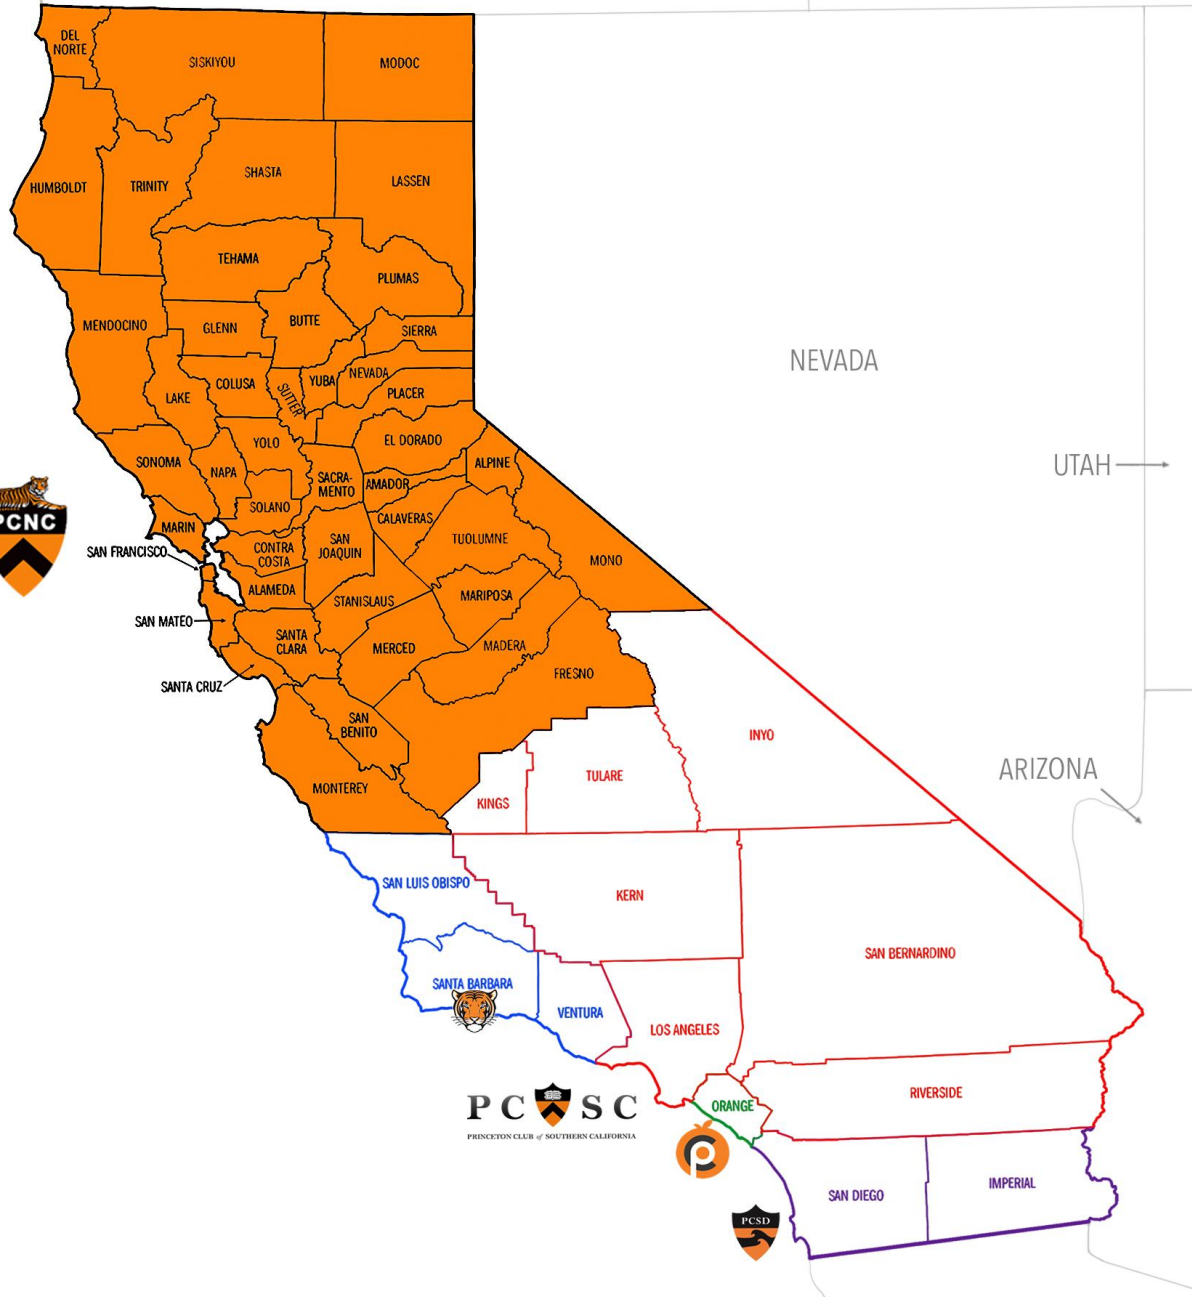 DEL
NORTE
SISKIYOU
MODOC
HUMBOLDT
TRINITY
SHASTA
LASSEN
TEHAMA
PLUMAS
MENDOCINO
GLENN
BUTTE
SIERRA
LAKE
COLUSA
SUTTER
YUBA
NEVADA
PLACER
NEVADA
SONOMA
NAPA
YOLO
EL DORADO
ALPINE
UTAH
SOLANO
SACRA-
MENTO
AMADOR
PCNC
MARIN
CALAVERAS
TUOLUMNE
MONO
SAN FRANCISCO
CONTRA
COSTA
SAN
JOAQUIN
ALAMEDA
STANISLAUS
MARIPOSA
SAN MATEO
SANTA
CLARA
MERCED
MADERA
FRESNO
SANTA CRUZ
SAN
BENITO
INYO
MONTEREY
KINGS
TULARE
ARIZONA
SAN LUIS OBISPO
KERN
SAN BERNARDINO
SANTA BARBARA
VENTURA
LOS ANGELES
PC SC
PRINCETON CLUB of SOUTHERN CALIFORNIA
ORANGE
RIVERSIDE
PC
SAN DIEGO
IMPERIAL
PCSD